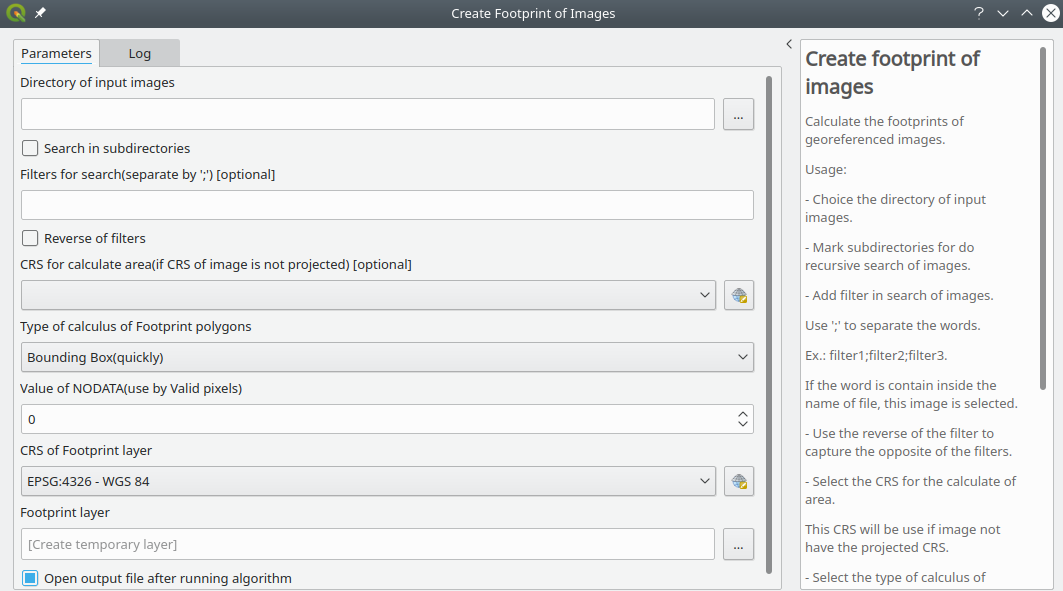 Create Footprint of Images
?
Parameters
Log
Directory of input images
...
Search in subdirectories
Filters for search(separate by ';') [optional]
Reverse of filters
CRS for calculate area(if CRS of image is not projected) [optional]
Type of calculus of Footprint polygons
Bounding Box(quickly)
Value of NODATA(use by Valid pixels)
0
CRS of Footprint layer
EPSG:4326 - WGS 84
Footprint layer
[Create temporary layer]
...
Open output file after running algorithm
Create footprint of
images
Calculate the footprints of
georeferenced images.
Usage:
- Choice the directory of input
images.
- Mark subdirectories for do
recursive search of images.
- Add filter in search of images.
Use ';' to separate the words.
Ex.: filter1;filter2;filter3.
If the word is contain inside the
name of file, this image is selected.
- Use the reverse of the filter to
capture the opposite of the filters.
- Select the CRS for the calculate of
area.
This CRS will be use if image not
have the projected CRS.
- Select the type of calculus of